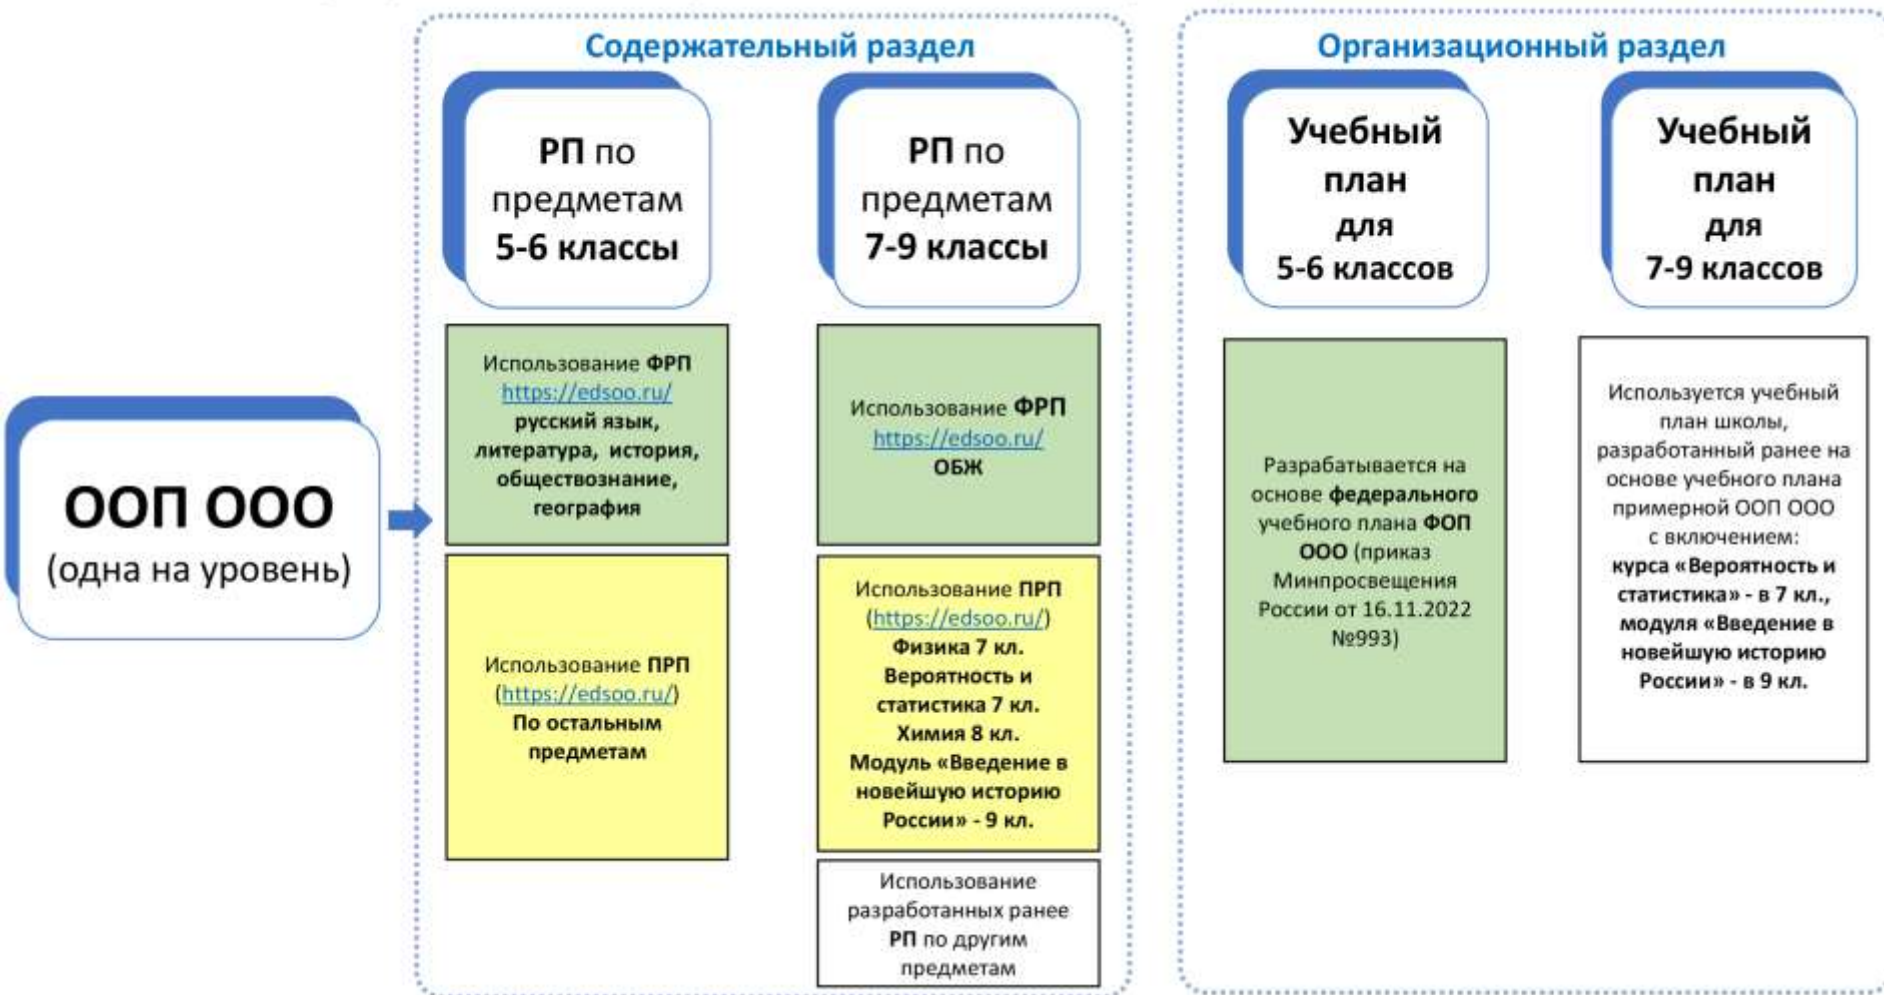 ООП ООО
(одна на уровень)
Содержательный раздел
РП по
предметам
5-6 классы
Использование ФРП
https://edsoo.ru/
русский язык,
литература, история,
обществознание,
география
Использование ПРП
(https://edsoo.ru/)
По остальным
предметам
РП по
предметам
7-9 классы
Использование ФРП
https://edsoo.ru/
ОБЖ
Использование ПРП
(https://edsoo.ru/)
Физика 7 кл.
Вероятность и
статистика 7 кл.
Химия 8 кл.
Модуль «Введение в
новейшую историю
России» - 9 кл.
Использование
разработанных ранее
РП по другим
предметам
Организационный раздел
Учебный
план
для
5-6 классов
Разрабатывается на
основе федерального
учебного плана ФОП
ООО (приказ
Минпросвещения
России от 16.11.2022
№993)
Учебный
план
для
7-9 классов
Используется учебный
план школы,
разработанный ранее на
основе учебного плана
примерной ООП ООО
с включением:
курса «Вероятность и
статистика» - в 7 кл.,
модуля «Введение в
новейшую историю
России» - в 9 кл.